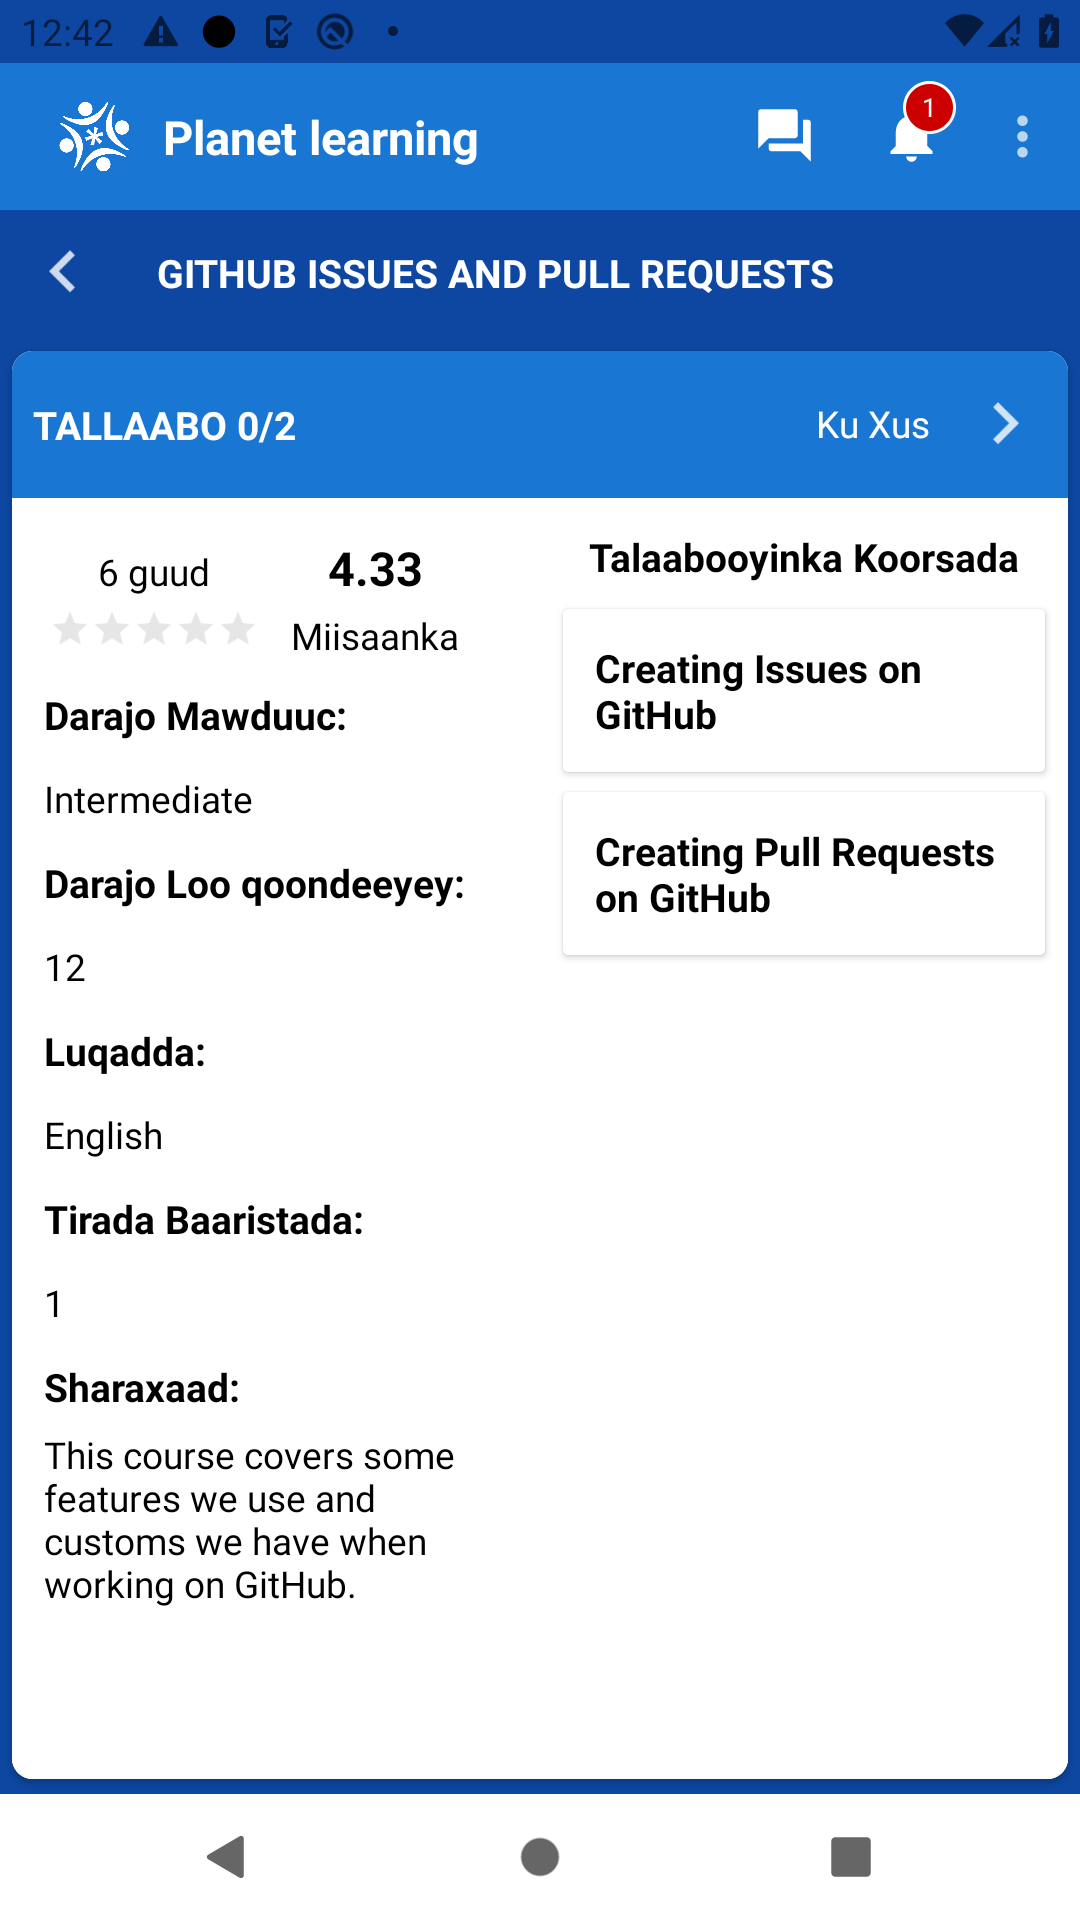 12:42
Planet learning
1
GITHUB ISSUES AND PULL REQUESTS
TALLAABO 0/2
Ku Xus
6 guud
4.33
Miisaanka
Darajo Mawduuc:
Intermediate
Darajo Loo qoondeeyey:
12
Luqadda:
English
Tirada Baaristada:
1
Sharaxaad:
This course covers some
features we use and
customs we have when
working on GitHub.
Talaabooyinka Koorsada
Creating Issues on
GitHub
Creating Pull Requests
on GitHub